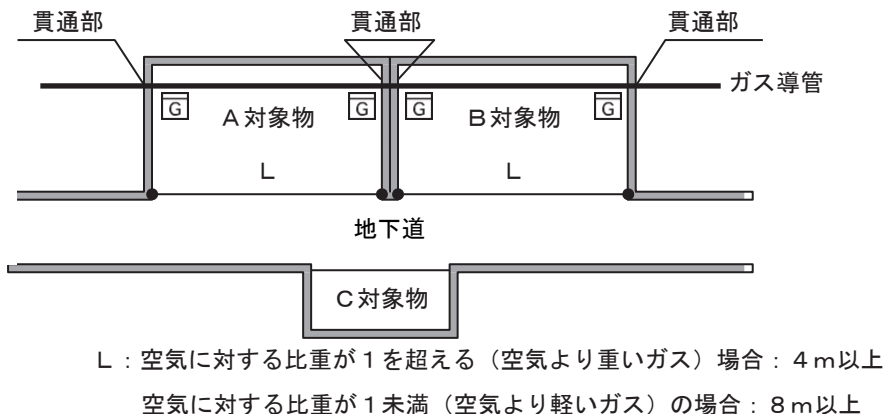 貫通部 貫通部 貫通部
ガス導管
G G G G
A対象物 B対象物
L L
地下道
C対象物
L:空気に対する比重が1を超える(空気より重いガス)場合:4m以上
空気に対する比重が1未満(空気より軽いガス)の場合:8m以上